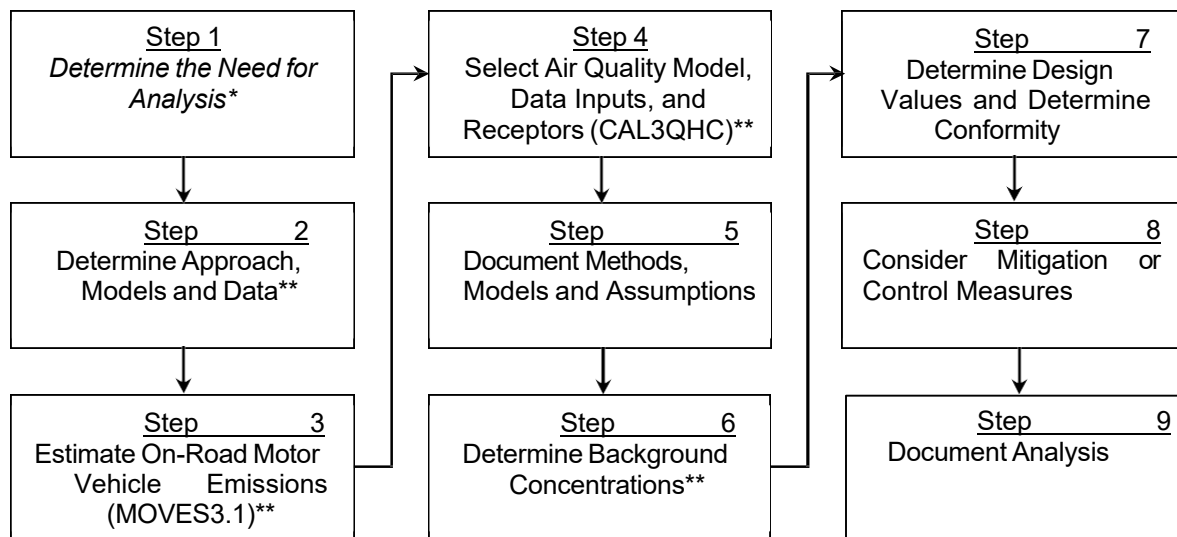 Step 1
Determine the Need for
Analysis*
Step 2
Determine Approach,
Models and Data**
Step 3
Estimate On-Road Motor
Vehicle Emissions
(MOVES3.1)**
Step 4
Select Air Quality Model,
Data Inputs, and
Receptors (CAL3QHC)**
Step 5
Document Methods,
Models and Assumptions
Step 6
Determine Background
Concentrations**
Step 7
Determine Design
Values and Determine
Conformity
Step 8
Consider Mitigation or
Control Measures
Step 9
Document Analysis